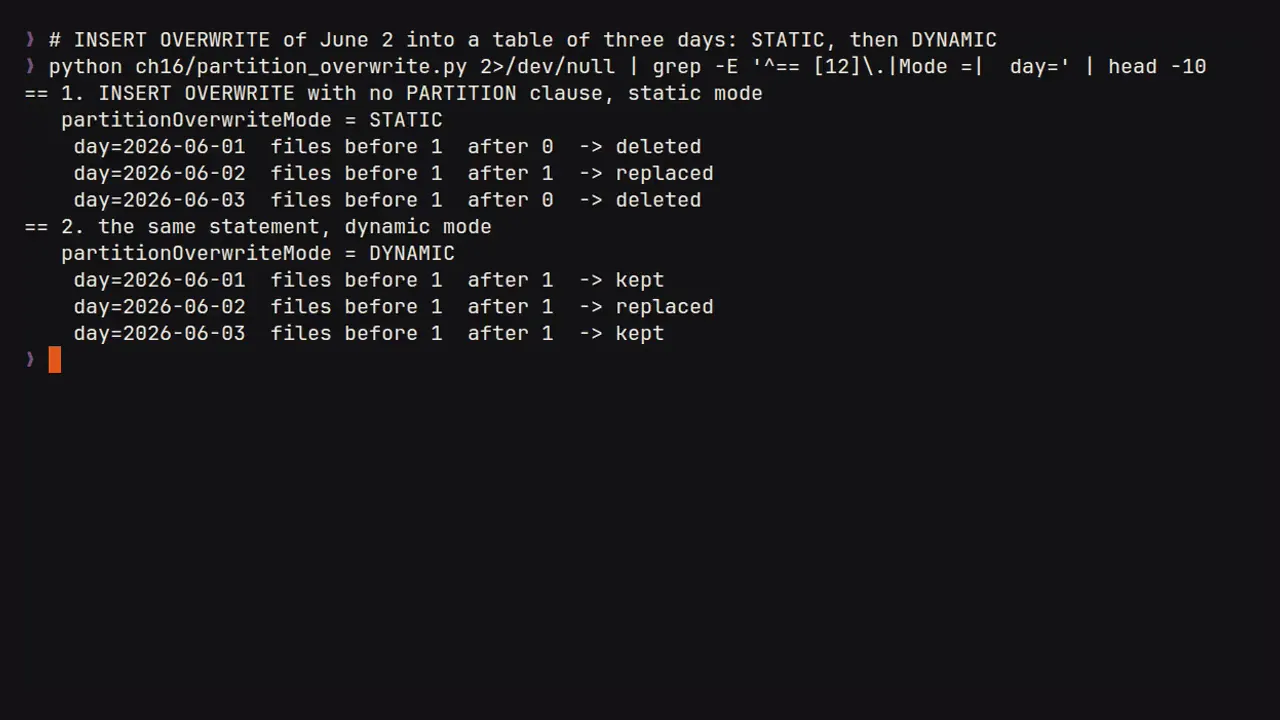 ❯ # INSERT OVERWRITE of June 2 into a table of three days: STATIC, then DYNAMIC
❯ python ch16/partition_overwrite.py 2>/dev/null | grep -E '^== [12]\.|Mode =|  day=' | head -10
== 1. INSERT OVERWRITE with no PARTITION clause, static mode
   partitionOverwriteMode = STATIC
    day=2026-06-01  files before 1  after 0  -> deleted
    day=2026-06-02  files before 1  after 1  -> replaced
    day=2026-06-03  files before 1  after 0  -> deleted
== 2. the same statement, dynamic mode
   partitionOverwriteMode = DYNAMIC
    day=2026-06-01  files before 1  after 1  -> kept
    day=2026-06-02  files before 1  after 1  -> replaced
    day=2026-06-03  files before 1  after 1  -> kept
❯